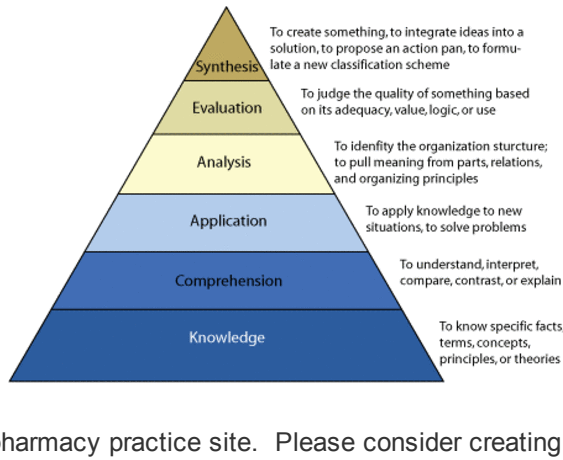 Synthesis
To create something, to integrate ideas into a
solution, to propose an action pan, to formu-
late a new classification scheme
Evaluation
To judge the quality of something based
on its adequacy, value, logic, or use
Analysis
To idenfity the organization sturcture;
to pull meaning from parts, relations,
and organizing principles
Application
To apply knowledge to new
situations, to solve problems
Comprehension
To understand, interpret,
compare, contrast, or explain
Knowledge
To know specific facts,
terms, concepts,
principles, or theories
pharmacy practice site. Please consider creating